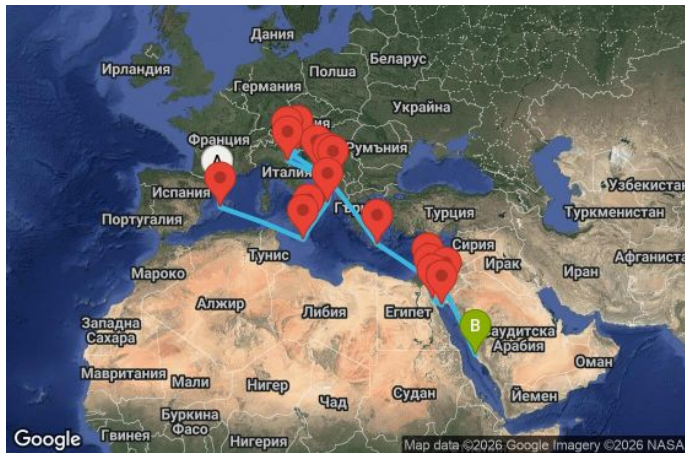 Дания
Ирландия
Полша
Беларус
Германия
Украйна
Франция
A
Румъния
Италия
Испания
Узбекистан
Португалия
Турция
Туркменистан
Сирия
Тунис
Ирак
Афганистан
Иран
Мароко
Алжир
Либия
Египет
B
Саудитска
Арабия
Западна
Сахара
Оман
Мавритания
Мали
Нигер
Чад
Судан
Йемен
Буркина
Фасо
Гвинея
Нигерия
Google
Map data ©2026 Google Imagery ©2026 NASA